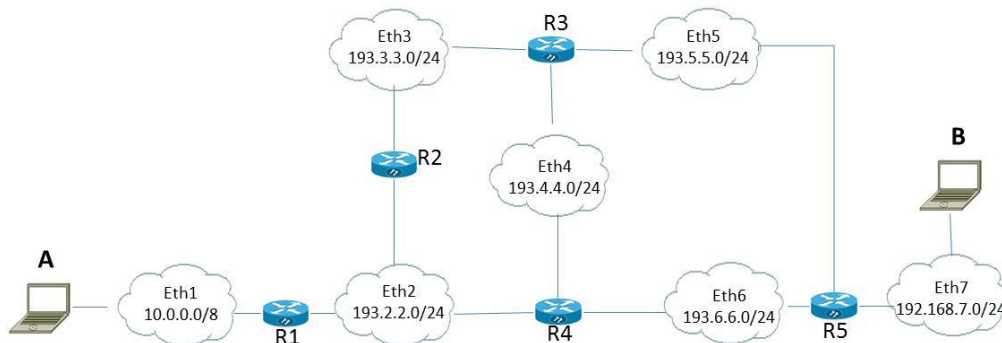 R3
Eth3
193.3.3.0/24
Eth5
193.5.5.0/24
R2
Eth4
193.4.4.0/24
B
A
Eth1
10.0.0.0/8
R1
Eth2
193.2.2.0/24
R4
Eth6
193.6.6.0/24
R5
Eth7
192.168.7.0/24